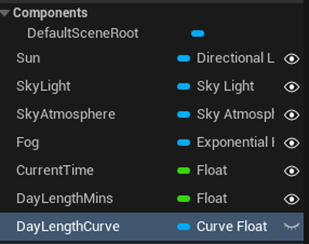 Components
DefaultSceneRoot
Sun Directional L
SkyLight Sky Light
SkyAtmosphere Sky Atmosph
Fog Exponential H
CurrentTime Float
DayLengthMins Float
DayLengthCurve Curve Float